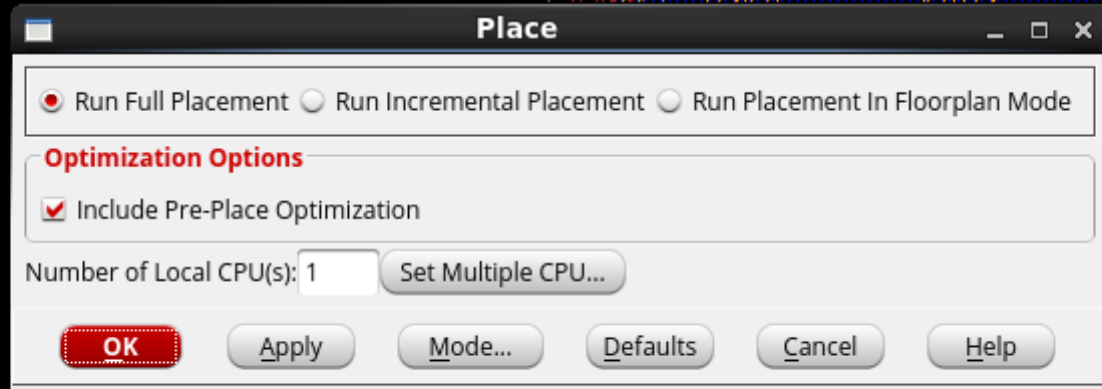 Place
Run Full Placement Run Incremental Placement Run Placement In Floorplan Mode
Optimization Options
Include Pre-Place Optimization
Number of Local CPU(s): 1 Set Multiple CPU...
OK Apply Mode... Defaults Cancel Help